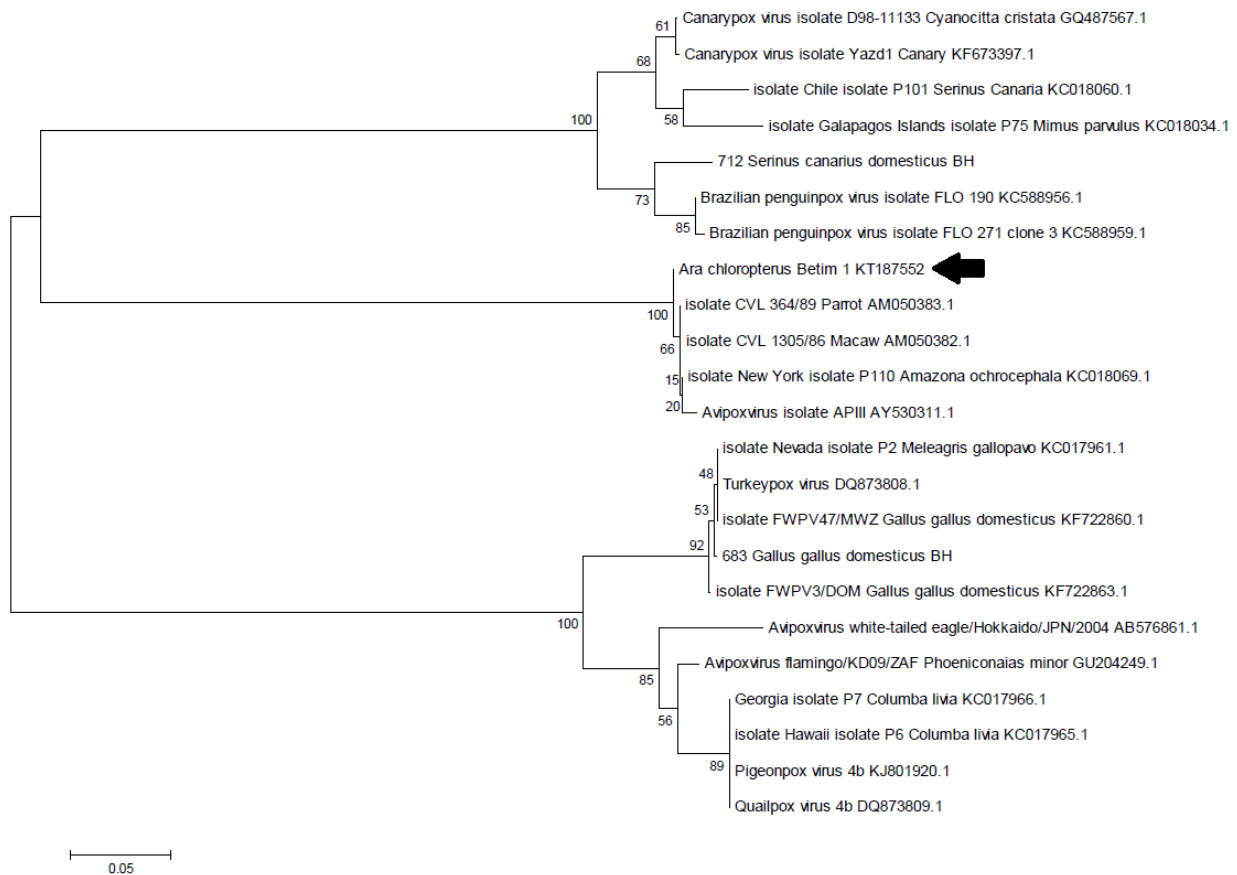 Canarypox virus isolate D98-11133 Cyanocitta cristata GQ487567.1
61
Canarypox virus isolate Yazd1 Canary KF673397.1
68
isolate Chile isolate P101 Serinus Canaria KC018060.1
58
isolate Galapagos Islands isolate P75 Mimus parvulus KC018034.1
100
712 Serinus canarius domesticus BH
73
Brazilian penguinpox virus isolate FLO 190 KC588956.1
85
Brazilian penguinpox virus isolate FLO 271 clone 3 KC588959.1
Ara chloropterus Betim 1 KT187552
100
isolate CVL 364/89 Parrot AM050383.1
66
isolate CVL 1305/86 Macaw AM050382.1
15
isolate New York isolate P110 Amazona ochrocephala KC018069.1
20
Avipoxvirus isolate APIII AY530311.1
isolate Nevada isolate P2 Meleagris gallopavo KC017961.1
48
Turkeypox virus DQ873808.1
53
isolate FWPV47/MWZ Gallus gallus domesticus KF722860.1
92
683 Gallus gallus domesticus BH
isolate FWPV3/DOM Gallus gallus domesticus KF722863.1
100
Avipoxvirus white-tailed eagle/Hokkaido/JPN/2004 AB576861.1
85
Avipoxvirus flamingo/KD09/ZAF Phoeniconaias minor GU204249.1
56
Georgia isolate P7 Columba livia KC017966.1
isolate Hawaii isolate P6 Columba livia KC017965.1
89
Pigeonpox virus 4b KJ801920.1
Quailpox virus 4b DQ873809.1
0.05